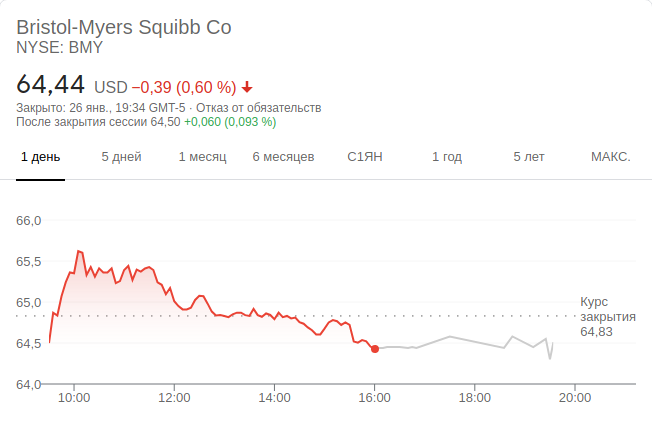 Bristol-Myers Squibb Co
NYSE: BMY
64,44 USD −0,39 (0,60 %)
Закрыто: 26 янв., 19:34 GMT-5 · Отказ от обязательств
После закрытия сессии 64,50 +0,060 (0,093 %)
1 день 5 дней 1 месяц 6 месяцев С1ЯН 1 год 5 лет МАКС.
66,0
65,5
65,0
64,5
64,0
Курс
закрытия
64,83
10:00 12:00 14:00 16:00 18:00 20:00